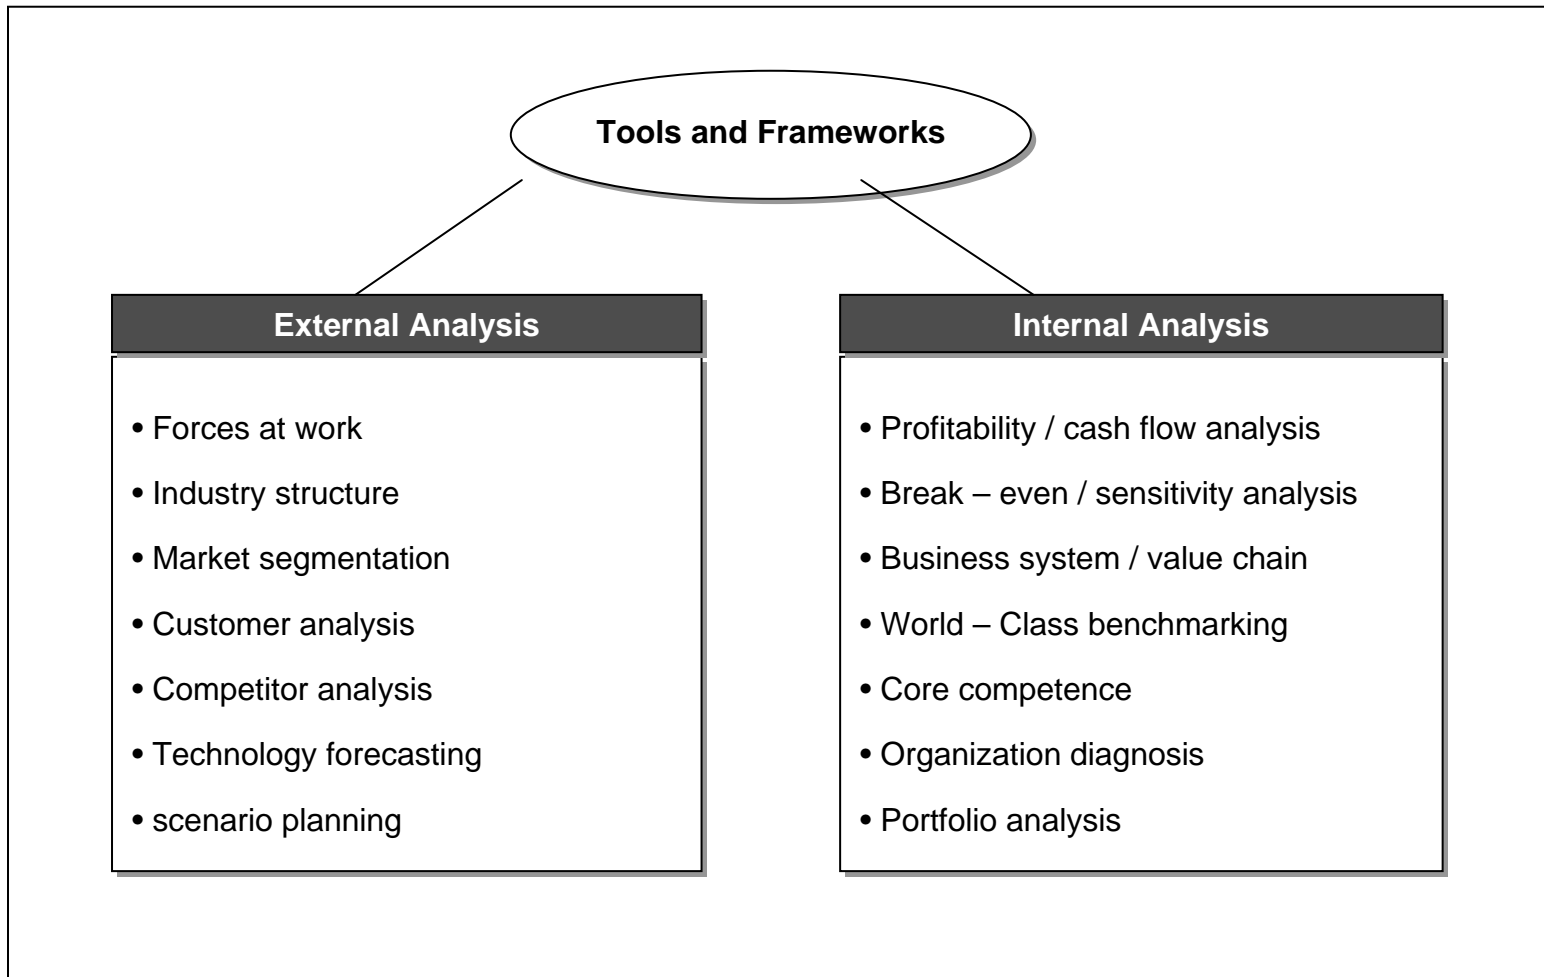 Tools and Frameworks
External Analysis
• Forces at work
• Industry structure
• Market segmentation
• Customer analysis
• Competitor analysis
• Technology forecasting
• scenario planning
Internal Analysis
• Profitability / cash flow analysis
• Break – even / sensitivity analysis
• Business system / value chain
• World – Class benchmarking
• Core competence
• Organization diagnosis
• Portfolio analysis